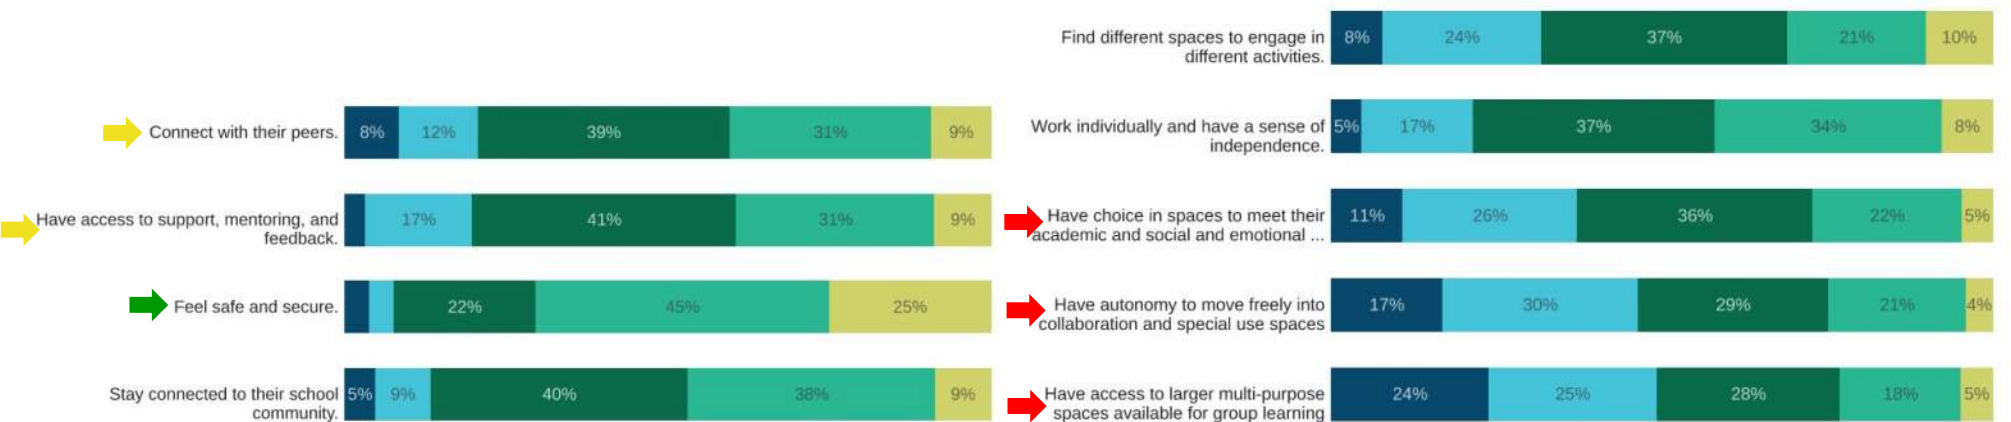 Connect with their peers.
8% 12% 39% 31% 9%
Have access to support, mentoring, and
feedback.
17% 41% 31% 9%
Feel safe and secure.
22% 45% 25%
Stay connected to their school
community.
5% 9% 40% 38% 9%
Find different spaces to engage in
different activities.
8% 24% 37% 21% 10%
Work individually and have a sense of
independence.
5% 17% 37% 34% 8%
Have choice in spaces to meet their
academic and social and emotional ...
11% 26% 36% 22% 5%
Have autonomy to move freely into
collaboration and special use spaces
17% 30% 29% 21% 4%
Have access to larger multi-purpose
spaces available for group learning
24% 25% 28% 18% 5%